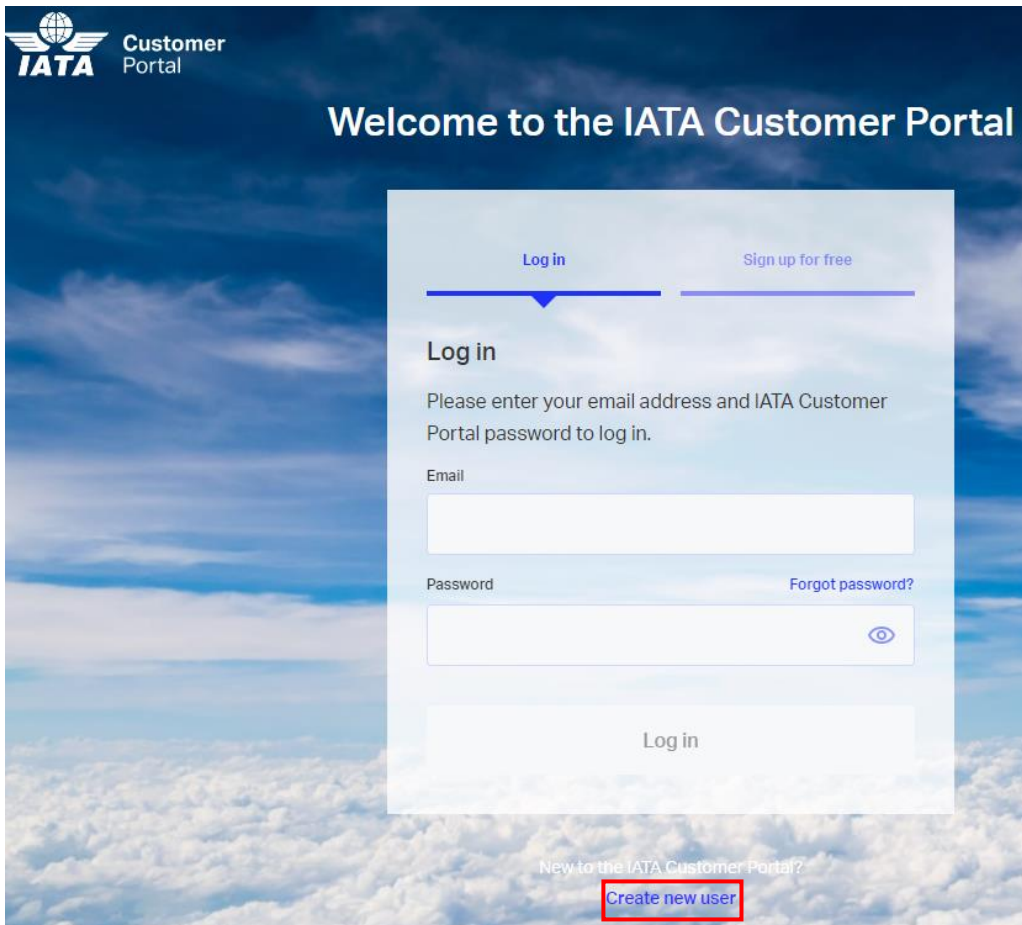 Customer
IATA Portal
Welcome to the IATA Customer Portal
Log in Sign up for free
Log in
Please enter your email address and IATA Customer
Portal password to log in.
Email
Password Forgot password?
Log in
New to the IATA Customer Portal?
Create new user